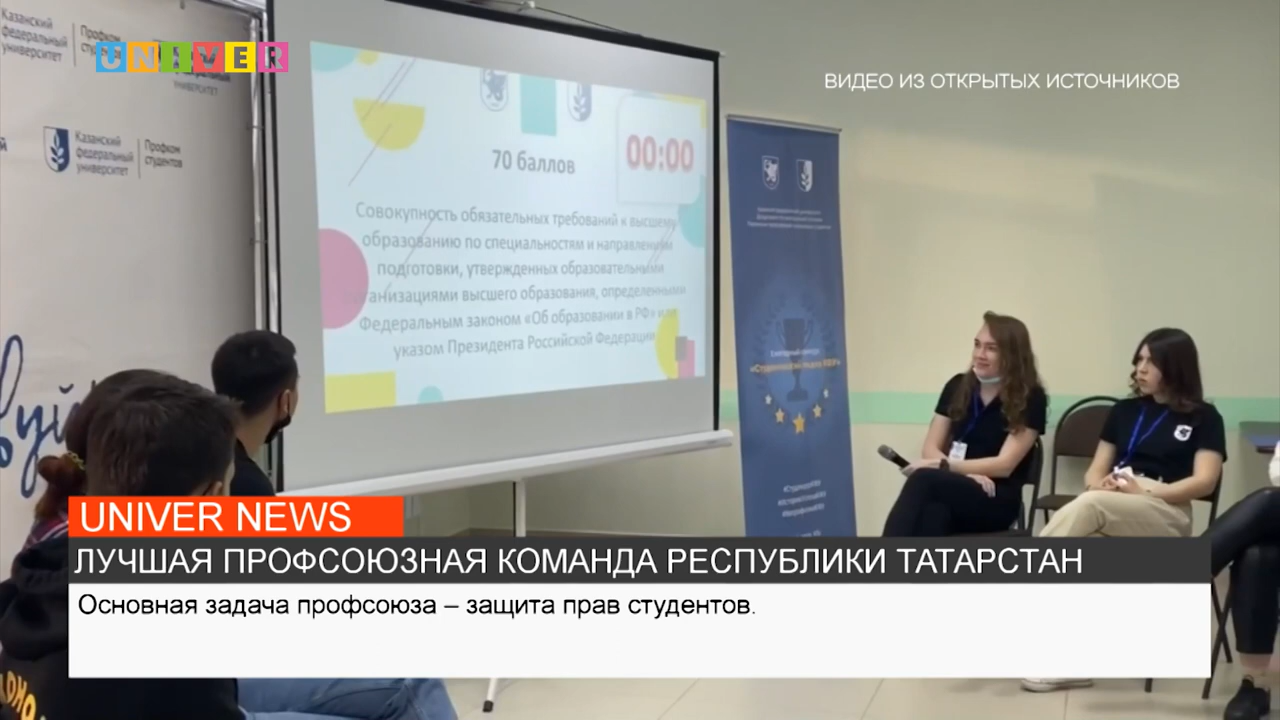 Казанский
федеральный
университет
Профком
студентов
UNIVER
УНИВЕРСИТЕТ
ВИДЕО ИЗ ОТКРЫТЫХ ИСТОЧНИКОВ
Казанский
федеральный
университет
Профком
студентов
00:00
70 баллов
Совокупность обязательных требований к высшему
образованию по специальностям и направлениям
подготовки, утвержденных образовательными
организациями высшего образования, определенными
Федеральным законом «Об образовании в РФ» или
указом Президента Российской Федерации
UNIVER NEWS
ЛУЧШАЯ ПРОФСОЮЗНАЯ КОМАНДА РЕСПУБЛИКИ ТАТАРСТАН
Основная задача профсоюза – защита прав студентов.